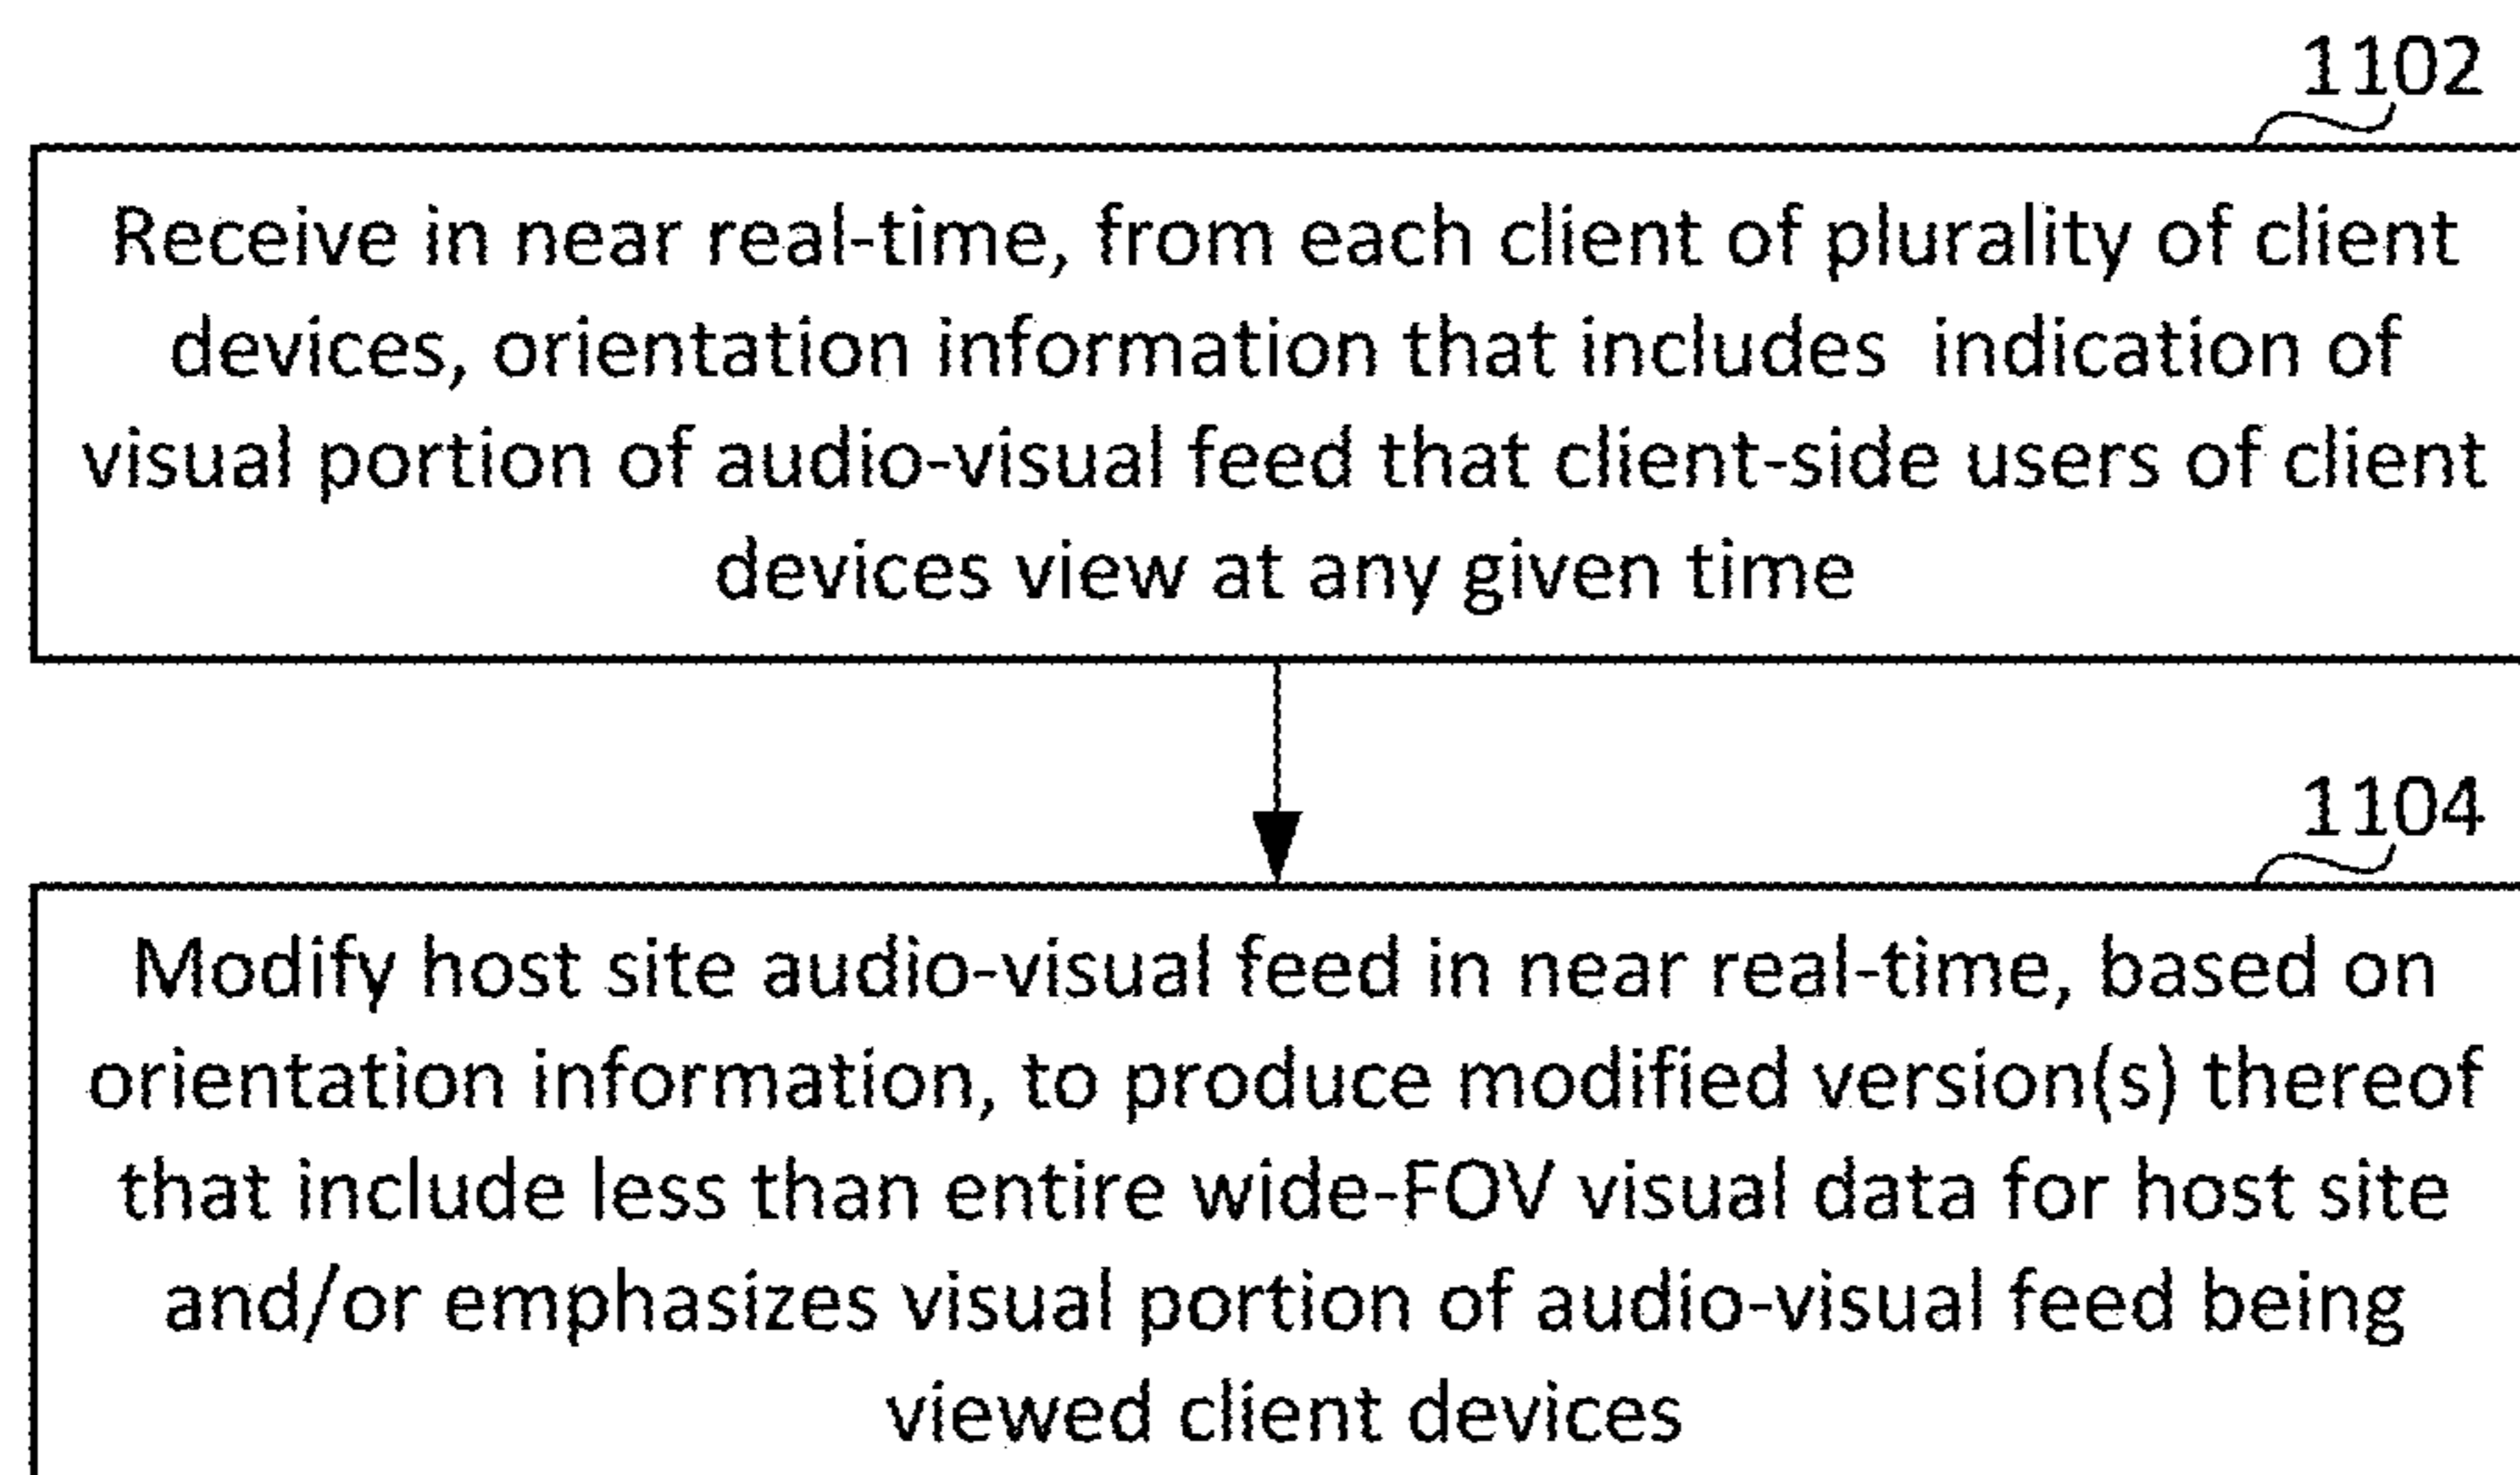 1102
Receive in near real-time, from each client of plurality of client
devices, orientation information that includes indication of
visual portion of audio-visual feed that client-side users of client
devices view at any given time
1104
Modify host site audio-visual feed in near real-time, based on
orientation information, to produce modified version(s) thereof
that include less than entire wide-FOV visual data for host site
and/or emphasizes visual portion of audio-visual feed being
viewed client devices